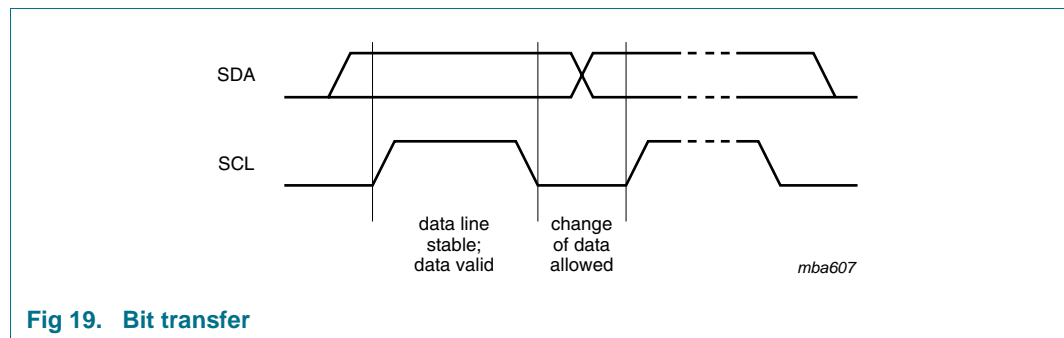 SDA
SCL
data line
stable;
data valid
change
of data
allowed
mba607
Fig 19. Bit transfer